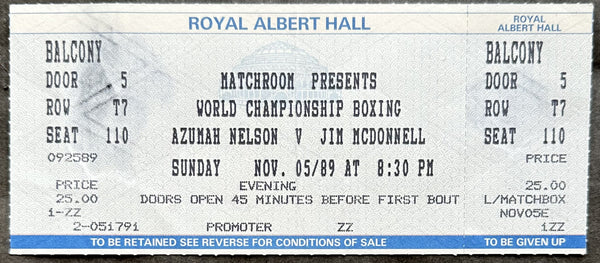 ROYAL ALBERT HALL
BALCONY
DOOR 5
ROW T7
SEAT 110
092589
PRICE
25.00
i-ZZ
2-05i79i
MATCHROOM PRESENTS
WORLD CHAMPIONSHIP BOXING
AZUMAH NELSON V JIM MCDONNELL
SUNDAY NOV. 05/89 AT 8:30 PM
EVENING
DOORS OPEN 45 MINUTES BEFORE FIRST BOUT
PROMOTER ZZ
TO BE RETAINED SEE REVERSE FOR CONDITIONS OF SALE
ROYAL
ALBERT HALL
BALCONY
DOOR 5
ROW T7
SEAT 110
PRICE
25.00
L/MATCHBOX
NOV05E
iZZ
TO BE GIVEN UP